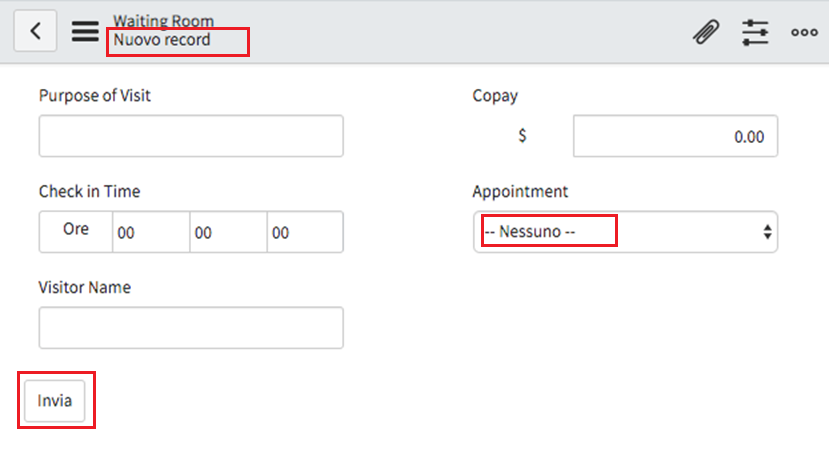 Waiting Room
Nuovo record
Purpose of Visit
Copay
$ 0.00
Check in Time
Appointment
Ore 00 00 00
-- Nessuno --
Visitor Name
Invia